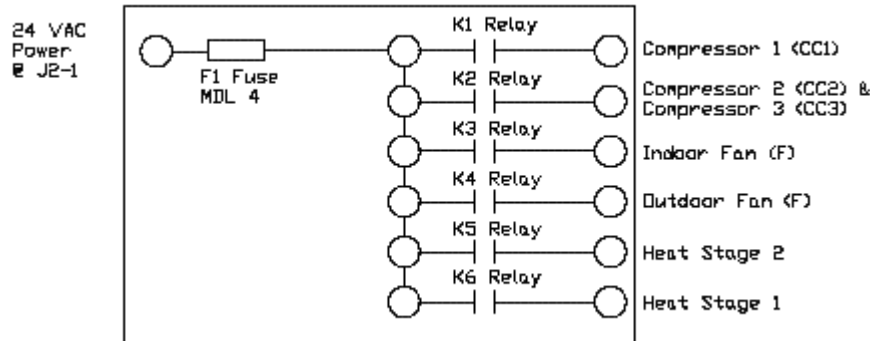 24 VAC
Power
@ J2-1
F1 Fuse
MDL 4
K1 Relay
Compressor 1 (CC1)
K2 Relay
Compressor 2 (CC2) &
Compressor 3 (CC3)
K3 Relay
Indoor Fan (F)
K4 Relay
Outdoor Fan (F)
K5 Relay
Heat Stage 2
K6 Relay
Heat Stage 1